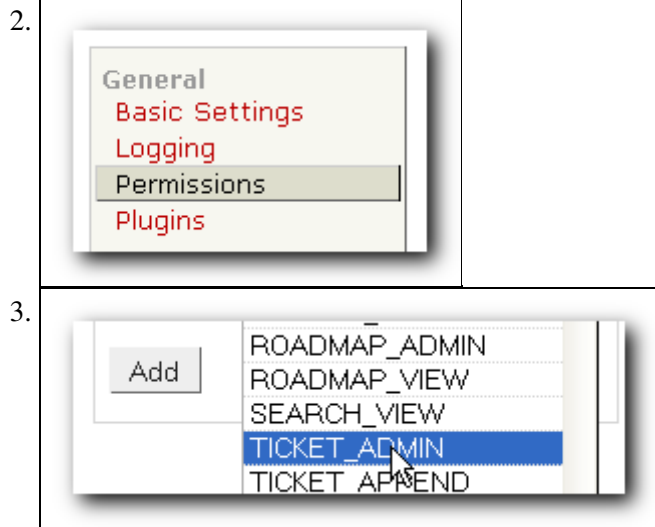 2.
General
Basic Settings
Logging
Permissions
Plugins
3.
Add
ROADMAP_ADMIN
ROADMAP_VIEW
SEARCH_VIEW
TICKET_ADMIN
TICKET_APPEND